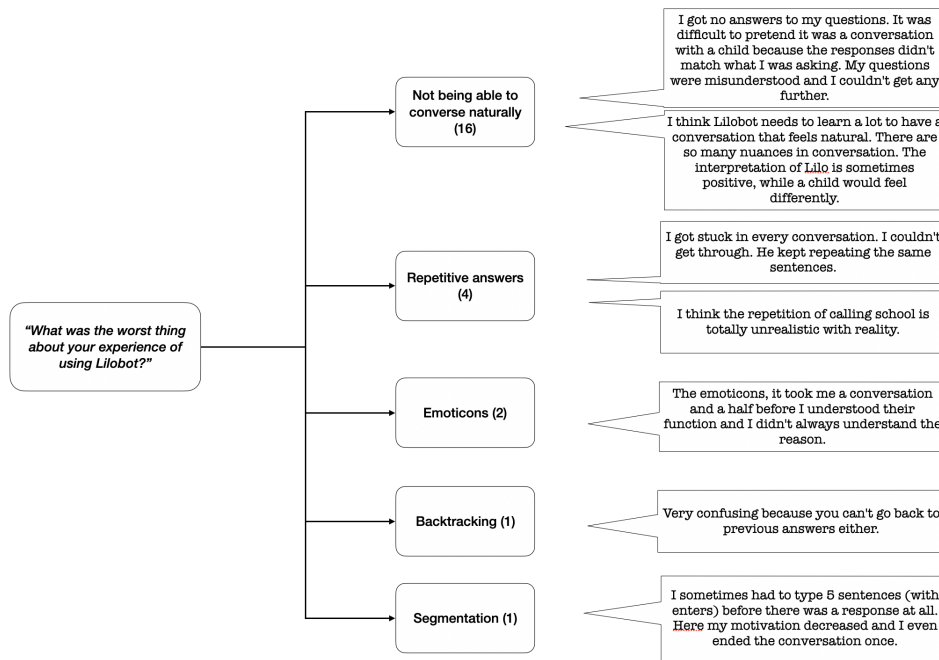 I got no answers to my questions. It was
difficult to pretend it was a conversation
with a child because the responses didn't
match what I was asking. My questions
were misunderstood and I couldn't get any
further.
Not being able to
converse naturally
(16)
I think Lilobot needs to learn a lot to have a
conversation that feels natural. There are
so many nuances in conversation. The
interpretation of Lilo is sometimes
positive, while a child would feel
differently.
I got stuck in every conversation. I couldn't
get through. He kept repeating the same
sentences.
Repetitive answers
(4)
I think the repetition of calling school is
totally unrealistic with reality.
"What was the worst thing
about your experience of
using Lilobot?"
The emoticons, it took me a conversation
and a half before I understood their
function and I didn't always understand the
reason.
Emoticons (2)
Very confusing because you can't go back to
previous answers either.
Backtracking (1)
I sometimes had to type 5 sentences (with
enters) before there was a response at all.
Here my motivation decreased and I even
ended the conversation once.
Segmentation (1)